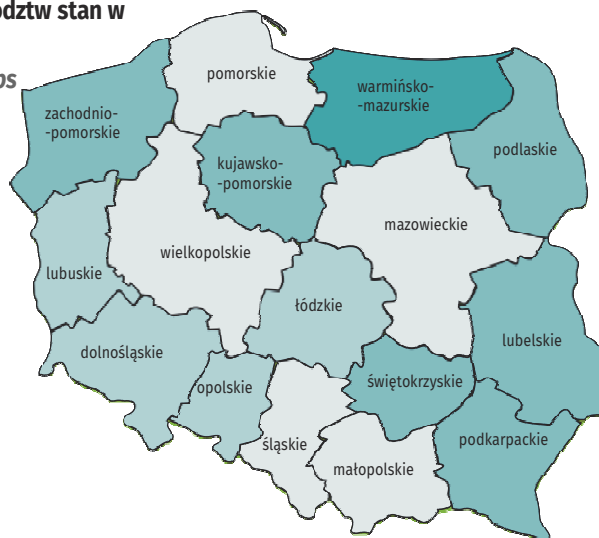 stan w
pomorskie
warmińsko-
-mazurskie
zachodnio-
-pomorskie
podlaskie
kujawsko-
-pomorskie
mazowieckie
wielkopolskie
lubuskie
łódzkie
lubelskie
dolnośląskie
opolskie
świętokrzyskie
podkarpackie
śląskie
małopolskie